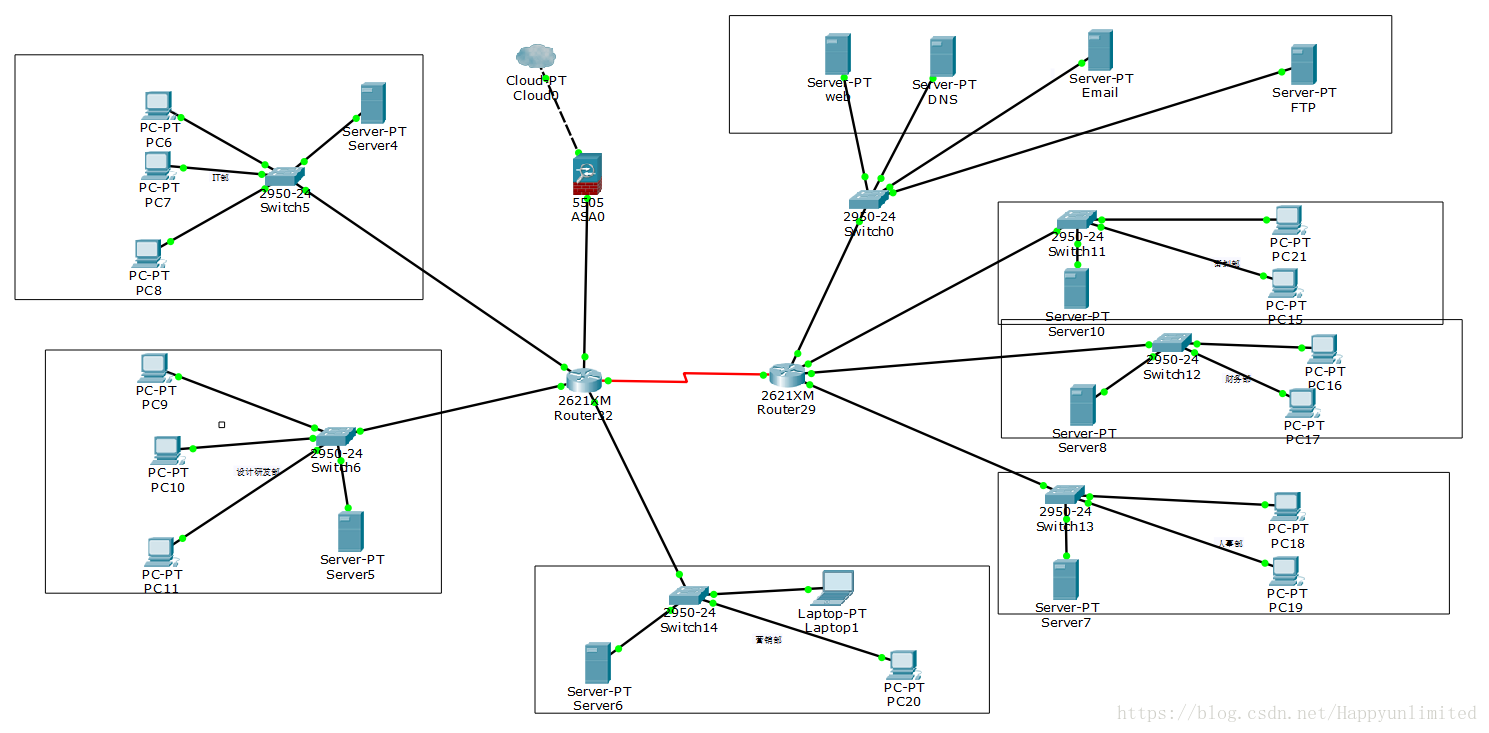 Cloud-PT
Cloud0
5505
ASA0
PC-PT
PC6
PC-PT
PC7
PC-PT
PC8
Server-PT
Server4
IT部
2950-24
Switch5
Server-PT
web
Server-PT
DNS
Server-PT
Email
Server-PT
FTP
2950-24
Switch0
2950-24
Switch11
PC-PT
PC21
PC-PT
PC15
Server-PT
Server10
2950-24
Switch12
财务部
PC-PT
PC16
PC-PT
PC17
Server-PT
Server8
2621XM
Router32
2621XM
Router29
PC-PT
PC9
PC-PT
PC10
PC-PT
PC11
2950-24
Switch6
设计研发部
Server-PT
Server5
2950-24
Switch13
人事部
PC-PT
PC18
PC-PT
PC19
Server-PT
Server7
2950-24
Switch14
营销部
Laptop-PT
Laptop1
Server-PT
Server6
PC-PT
PC20
https://blog.csdn.net/Happyunlimited